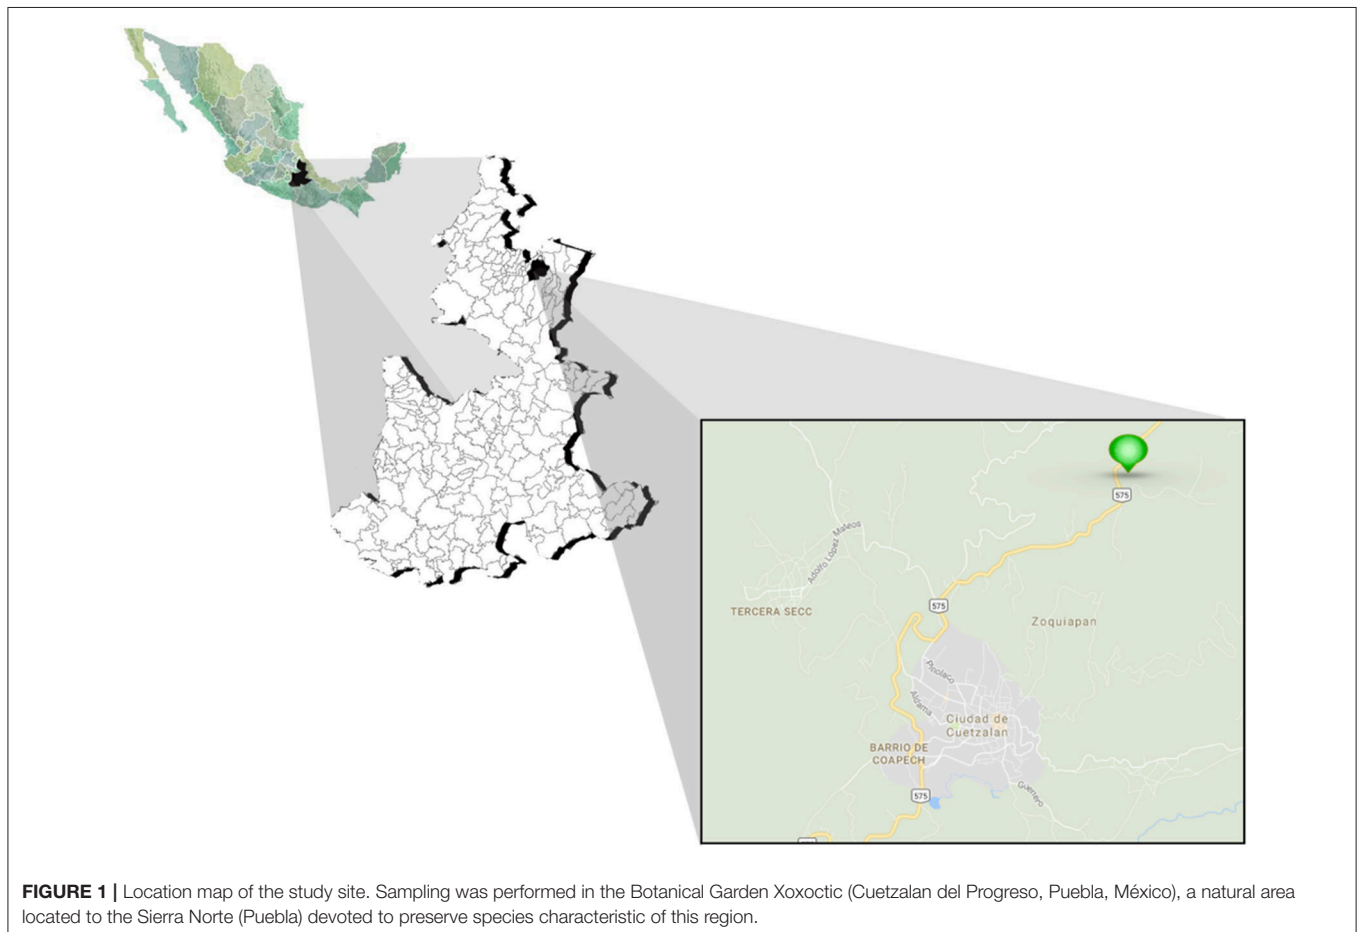 575
Adolfo López Mateos
TERCERA SECC
575
Zoquiapan
Pinolaco
Aldama
Ciudad de
Cuetzalan
BARRIO DE
COAPECH
575
Guerrero
FIGURE 1 | Location map of the study site. Sampling was performed in the Botanical Garden Xoxoctic (Cuetzalan del Progreso, Puebla, México), a natural area
located to the Sierra Norte (Puebla) devoted to preserve species characteristic of this region.